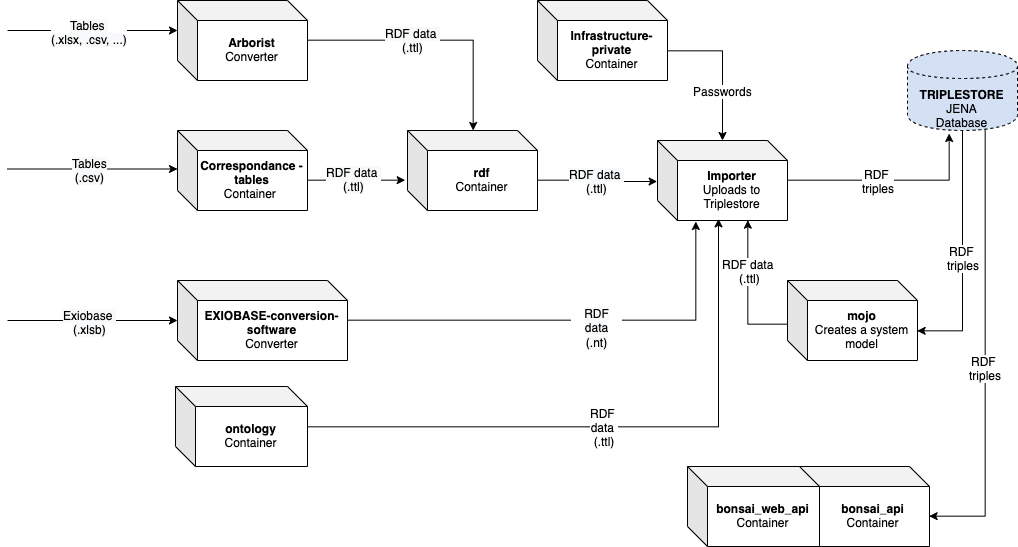 Tables
(.xlsx, .csv, ...)
Arborist
Converter
RDF data
(.ttl)
Infrastructure-
private
Container
Passwords
TRIPLESTORE
JENA
Database
Tables
(.csv)
Correspondance -
tables
Container
RDF data
(.ttl)
rdf
Container
RDF data
(.ttl)
Importer
Uploads to
Triplestore
RDF
triples
RDF
triples
RDF data
(.ttl)
Exiobase
(.xlsb)
EXIOBASE-conversion-
software
Converter
RDF
data
(.nt)
mojo
Creates a system
model
RDF
triples
ontology
Container
RDF
data
(.ttl)
bonsai_web_api
Container
bonsai_api
Container